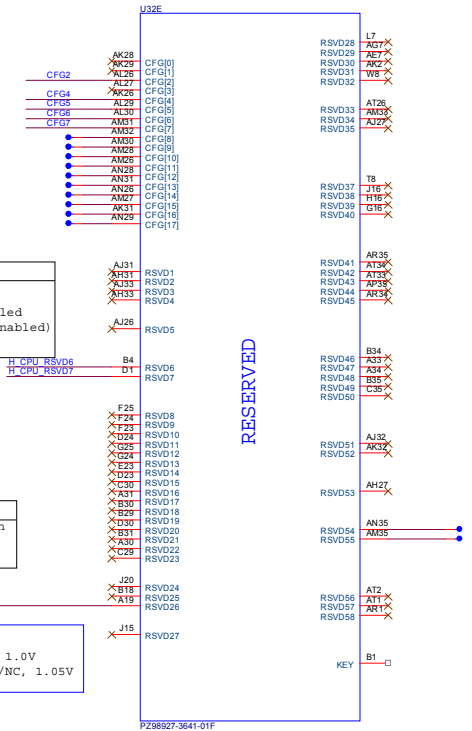 U32E
AK28 CFG[0]
AK29 CFG[1]
CFG2 AL26 CFG[2]
AL27 CFG[3]
CFG4 AK26 CFG[4]
CFG5 AL29 CFG[5]
CFG6 AL30 CFG[6]
CFG7 AM31 CFG[7]
AM32 CFG[8]
AM30 CFG[9]
AM28 CFG[10]
AM26 CFG[11]
AN28 CFG[12]
AN31 CFG[13]
AN26 CFG[14]
AM27 CFG[15]
AK31 CFG[16]
AN29 CFG[17]
AJ31 RSVD1
AH31 RSVD2
AJ33 RSVD3
AH33 RSVD4
AJ26 RSVD5
led
nabled)
H_CPU_RSVD6 B4 RSVD6
H_CPU_RSVD7 D1 RSVD7
F25 RSVD8
F24 RSVD9
F23 RSVD10
D24 RSVD11
G25 RSVD12
G24 RSVD13
E23 RSVD14
D23 RSVD15
C30 RSVD16
A31 RSVD17
B30 RSVD18
B29 RSVD19
D30 RSVD20
B31 RSVD21
A30 RSVD22
C29 RSVD23
n
J20 RSVD24
B18 RSVD25
A19 RSVD26
J15 RSVD27
1.0V
/NC, 1.05V
RESERVED
RSVD28 L7
RSVD29 AG7
RSVD30 AE7
RSVD31 AK2
RSVD32 W8
RSVD33 AT26
RSVD34 AM33
RSVD35 AJ27
RSVD37 T8
RSVD38 J16
RSVD39 H16
RSVD40 G16
RSVD41 AR35
RSVD42 AT34
RSVD43 AT33
RSVD44 AP35
RSVD45 AR34
RSVD46 B34
RSVD47 A33
RSVD48 A34
RSVD49 B35
RSVD50 C35
RSVD51 AJ32
RSVD52 AK32
RSVD53 AH27
RSVD54 AN35
RSVD55 AM35
RSVD56 AT2
RSVD57 AT1
RSVD58 AR1
KEY B1
PZ98927-3641-01F